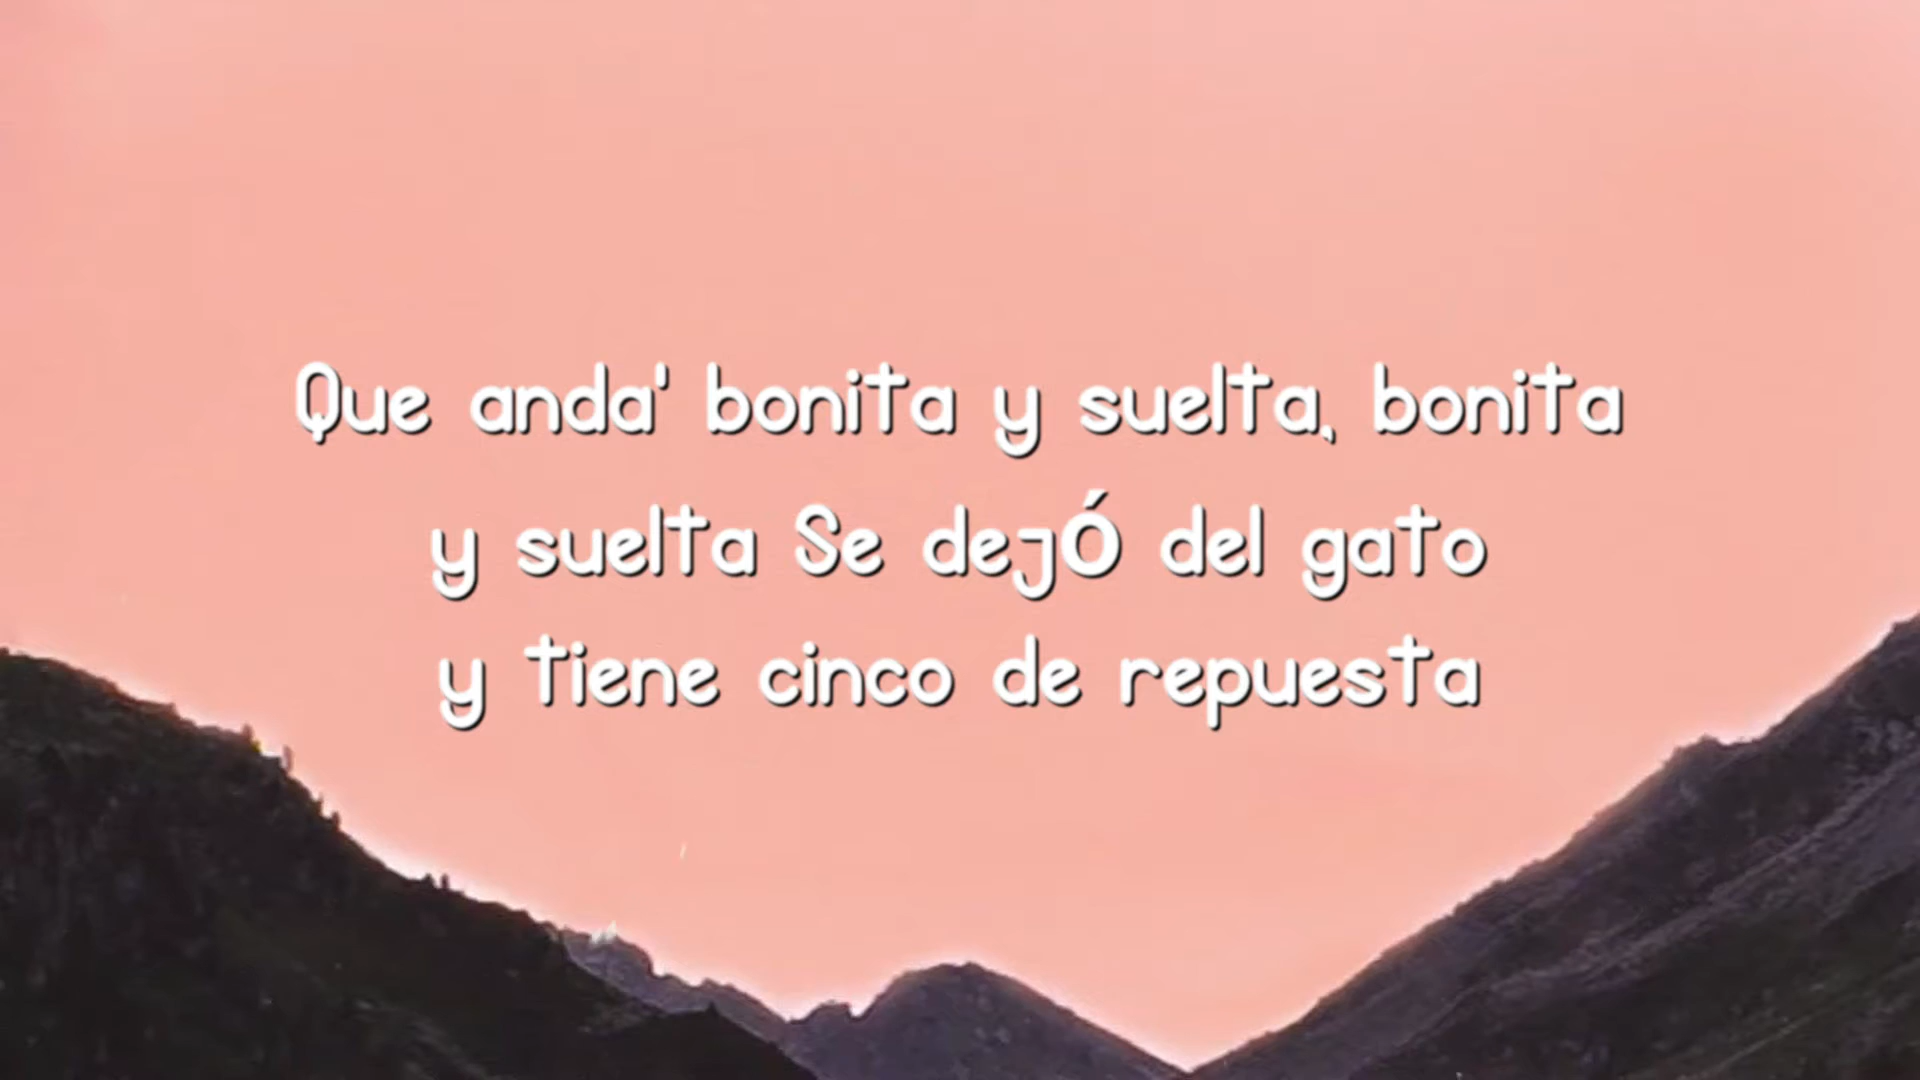 Que anda' bonita y suelta, bonita
y suelta Se dejó del gato
y tiene cinco de repuesta